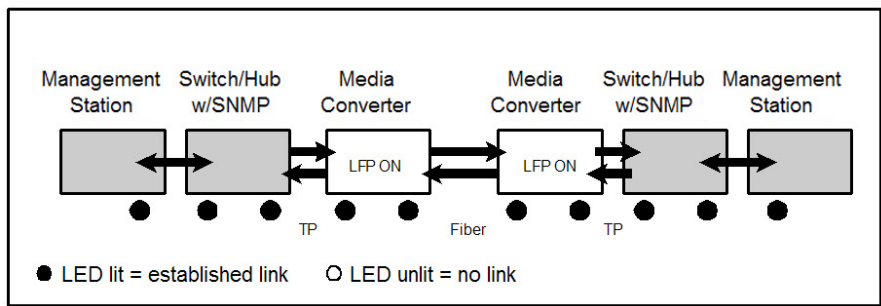 Management Station
Switch/Hub w/SNMP
Media Converter
Media Converter
Switch/Hub w/SNMP
Management Station
LFP ON
LFP ON
TP
Fiber
TP
LED lit = established link
LED unlit = no link